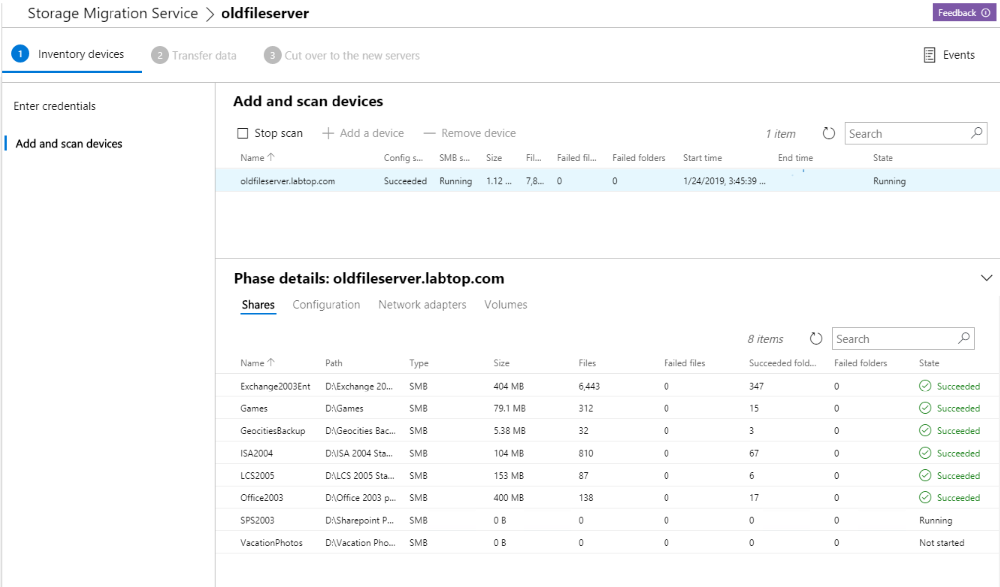 Storage Migration Service > oldfileserver
Feedback
1 Inventory devices
2 Transfer data
3 Cut over to the new servers
Events
Enter credentials
Add and scan devices
Add and scan devices
Stop scan
Add a device
Remove device
1 item
Search
Name Config s... SMB s... Size Fil... Failed fil... Failed folders Start time End time State
oldfileserver.labtop.com Succeeded Running 1.12 ... 7,8... 0 0 1/24/2019, 3:45:39 ... Running
Phase details: oldfileserver.labtop.com
Shares Configuration Network adapters Volumes
8 items
Search
Name Path Type Size Files Failed files Succeeded fold... Failed folders State
Exchange2003Ent D:\Exchange 20... SMB 404 MB 6,443 0 347 0 Succeeded
Games D:\Games SMB 79.1 MB 312 0 15 0 Succeeded
GeocitiesBackup D:\Geocities Bac... SMB 5.38 MB 32 0 3 0 Succeeded
ISA2004 D:\ISA 2004 Sta... SMB 104 MB 810 0 67 0 Succeeded
LCS2005 D:\LCS 2005 Sta... SMB 153 MB 87 0 6 0 Succeeded
Office2003 D:\Office 2003 p... SMB 400 MB 138 0 17 0 Succeeded
SPS2003 D:\Sharepoint P... SMB 0 B 0 0 0 0 Running
VacationPhotos D:\Vacation Pho... SMB 0 B 0 0 0 0 Not started